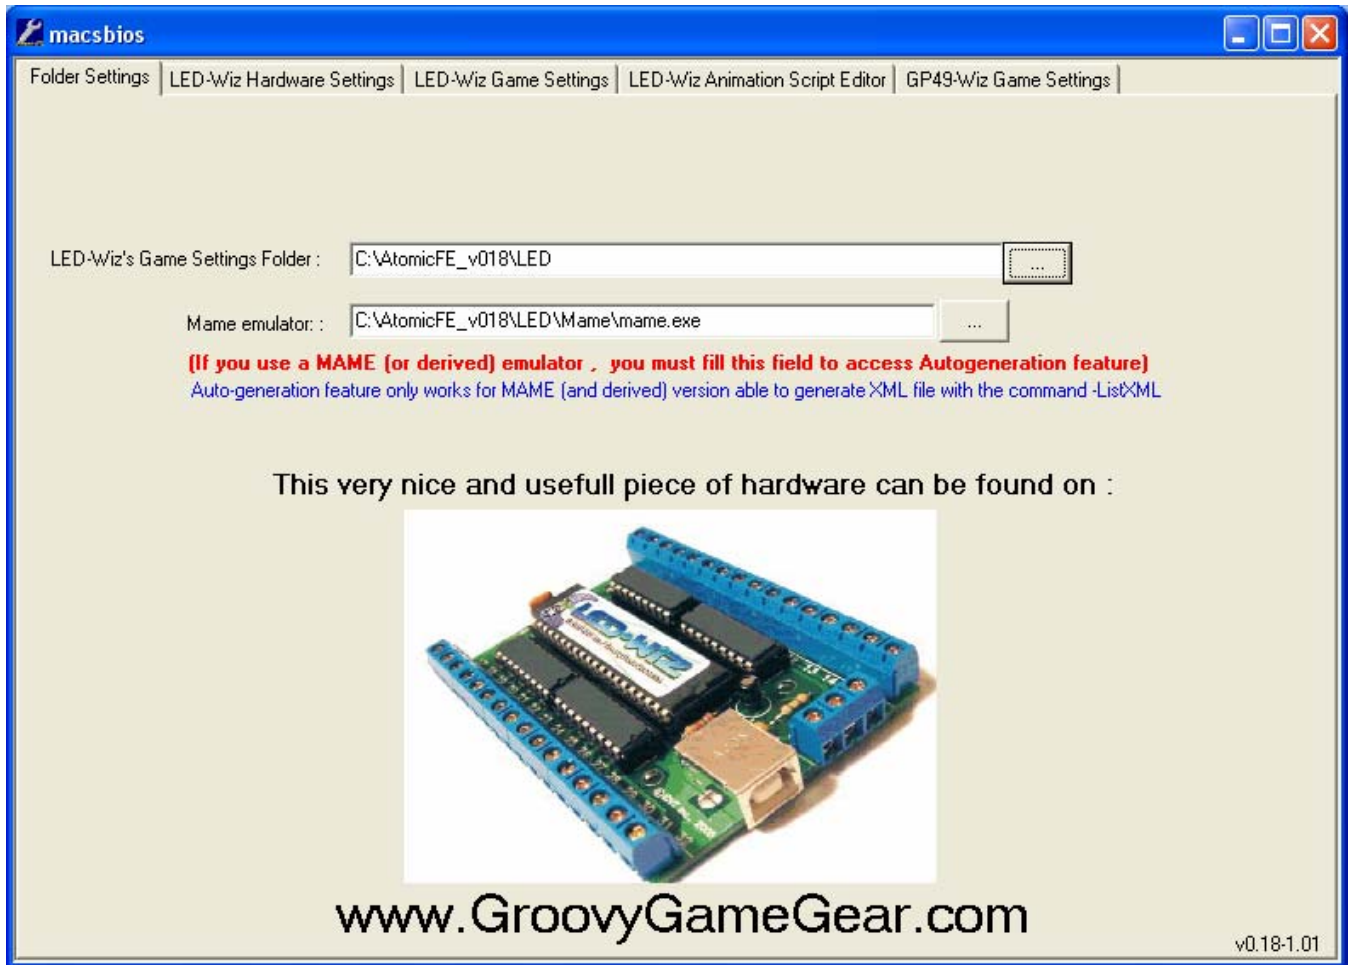 macsbios
Folder Settings
LED-Wiz Hardware Settings
LED-Wiz Game Settings
LED-Wiz Animation Script Editor
GP49-Wiz Game Settings
LED-Wiz's Game Settings Folder :
C:\AtomicFE_v018\LED
...
Mame emulator: :
C:\AtomicFE_v018\LED\Mame\mame.exe
...
(If you use a MAME (or derived) emulator , you must fill this field to access Autogeneration feature)
Auto-generation feature only works for MAME (and derived) version able to generate XML file with the command -ListXML
This very nice and usefull piece of hardware can be found on :
LED-WIZ
www.GroovyGameGear.com
v0.18-1.01